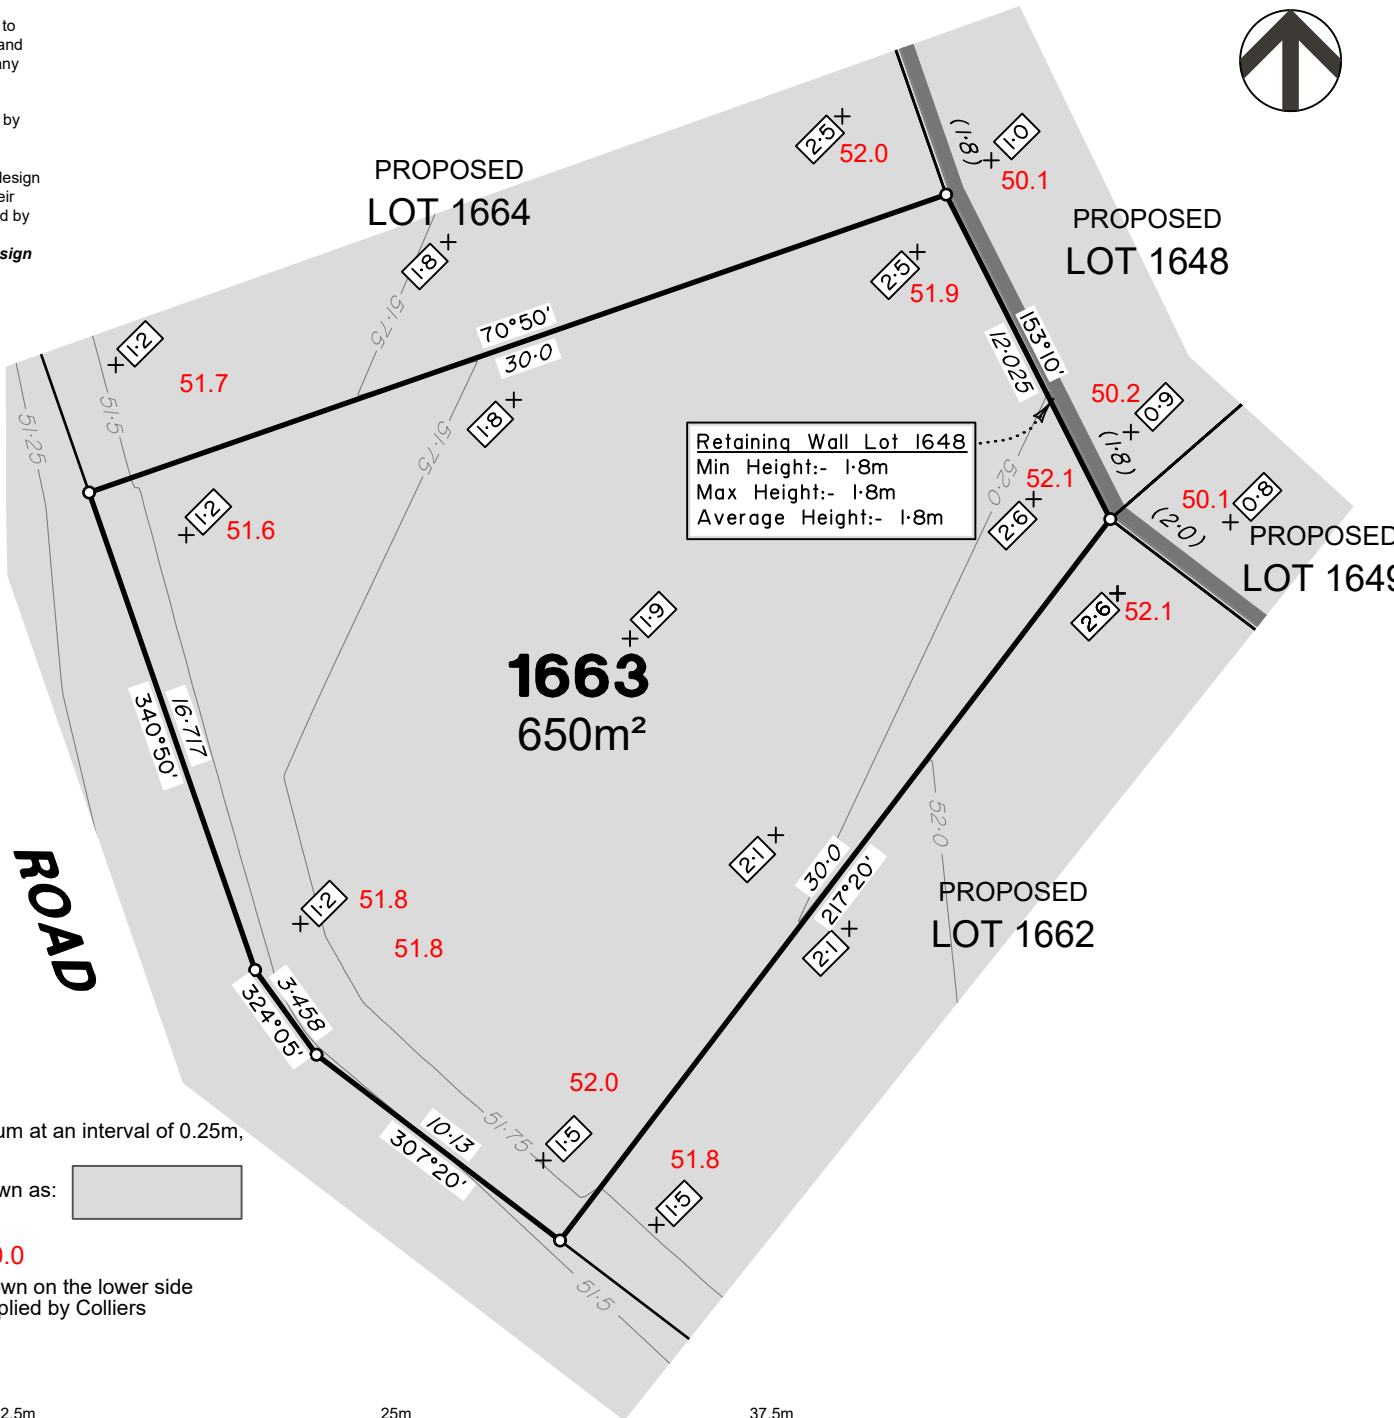 to
and
any
by
design
eir
d by
sign
PROPOSED
LOT 1664
2·5
52.0
(1·8)
1·0
50.1
PROPOSED
LOT 1648
1·8
51·75
2·5
51.9
70°50'
30·0
1·2
51.7
51·5
51·25
1·8
51·75
153°10'
12·025
50.2
0·9
(1·8)
Retaining Wall Lot 1648
Min Height:- 1·8m
Max Height:- 1·8m
Average Height:- 1·8m
52·0
52.1
2·6
50.1
0·8
(2·0)
PROPOSED
LOT 1649
1·2
51.6
2·6
52.1
1·9
1663
650m²
340°50'
16·717
2·1
52·0
30·0
217°20'
2·1
PROPOSED
LOT 1662
ROAD
1·2
51.8
51.8
3·458
324°05'
52.0
10·13
307°20'
51·75
1·5
51.8
1·5
51·5
um at an interval of 0.25m,
wn as:
0.0
own on the lower side
plied by Colliers
2.5m
25m
37.5m